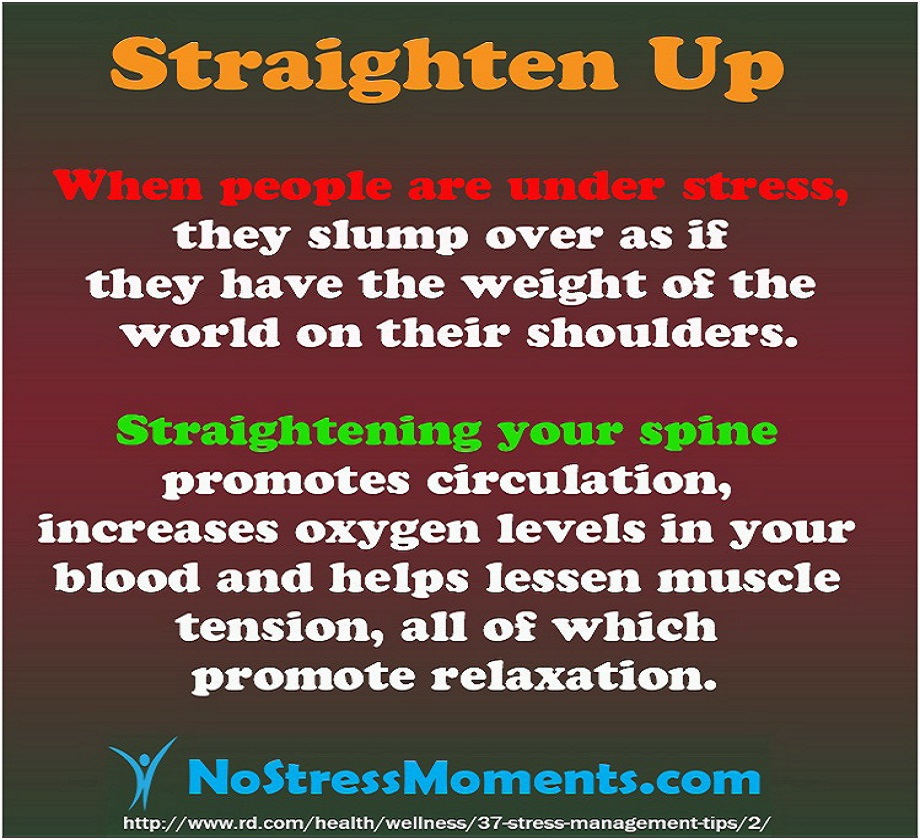 Straighten Up
When people are under stress,
they slump over as if
they have the weight of the
world on their shoulders.
Straightening your spine
promotes circulation,
increases oxygen levels in your
blood and helps lessen muscle
tension, all of which
promote relaxation.
NoStressMoments.com
http://www.rd.com/health/wellness/37-stress-management-tips/2/